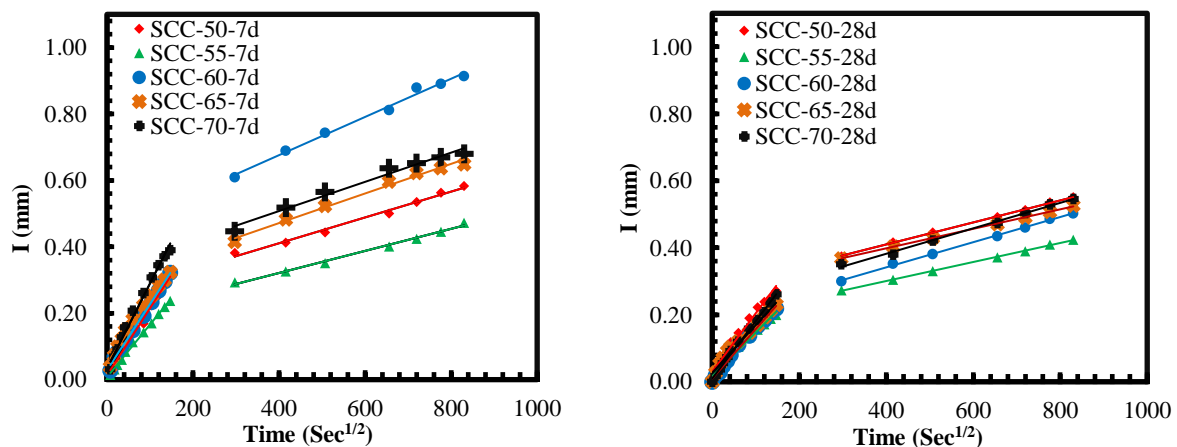 SCC-50-7d
SCC-55-7d
SCC-60-7d
SCC-65-7d
SCC-70-7d
1.00
0.80
0.60
0.40
0.20
0.00
I (mm)
0 200 400 600 800 1000
Time (Sec1/2)
SCC-50-28d
SCC-55-28d
SCC-60-28d
SCC-65-28d
SCC-70-28d
1.00
0.80
0.60
0.40
0.20
0.00
I (mm)
0 200 400 600 800 1000
Time (Sec1/2)